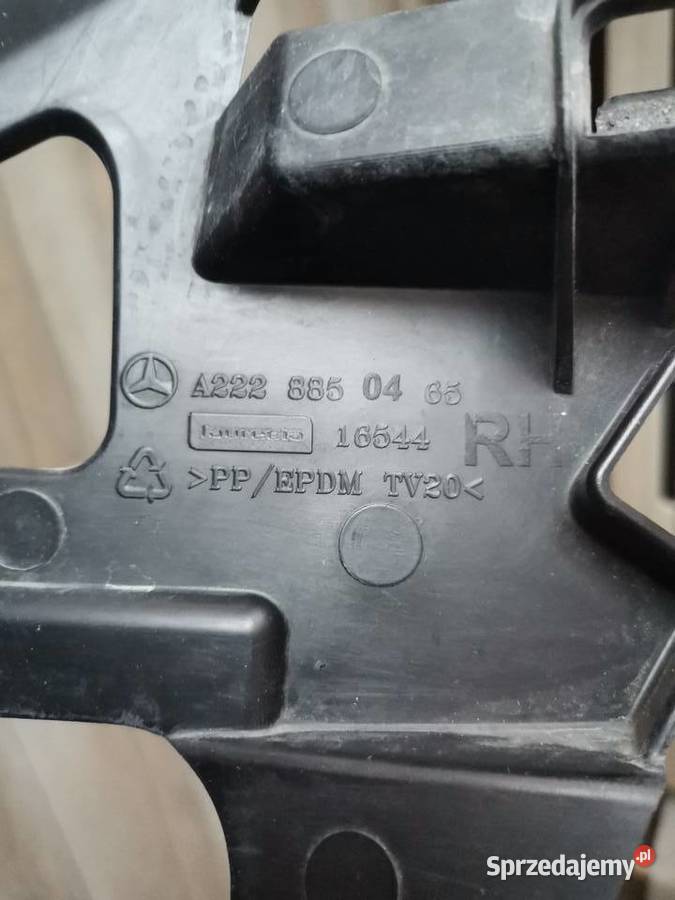 A222 885 04 65
faurecia 16544 RH
>PP/EPDM TV20<
Sprzedajemy.pl